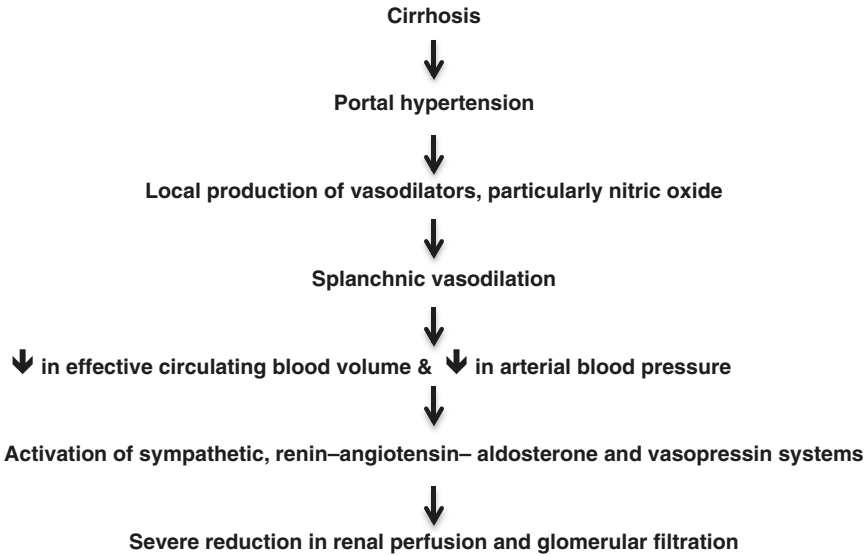 Cirrhosis
Portal hypertension
Local production of vasodilators, particularly nitric oxide
Splanchnic vasodilation
in effective circulating blood volume & in arterial blood pressure
Activation of sympathetic, renin–angiotensin– aldosterone and vasopressin systems
Severe reduction in renal perfusion and glomerular filtration